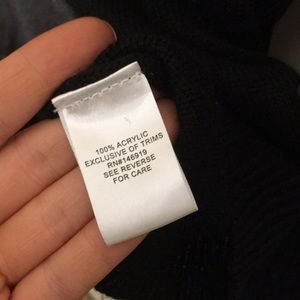 100% ACRYLIC
EXCLUSIVE OF TRIMS
RN#146919
SEE REVERSE
FOR CARE